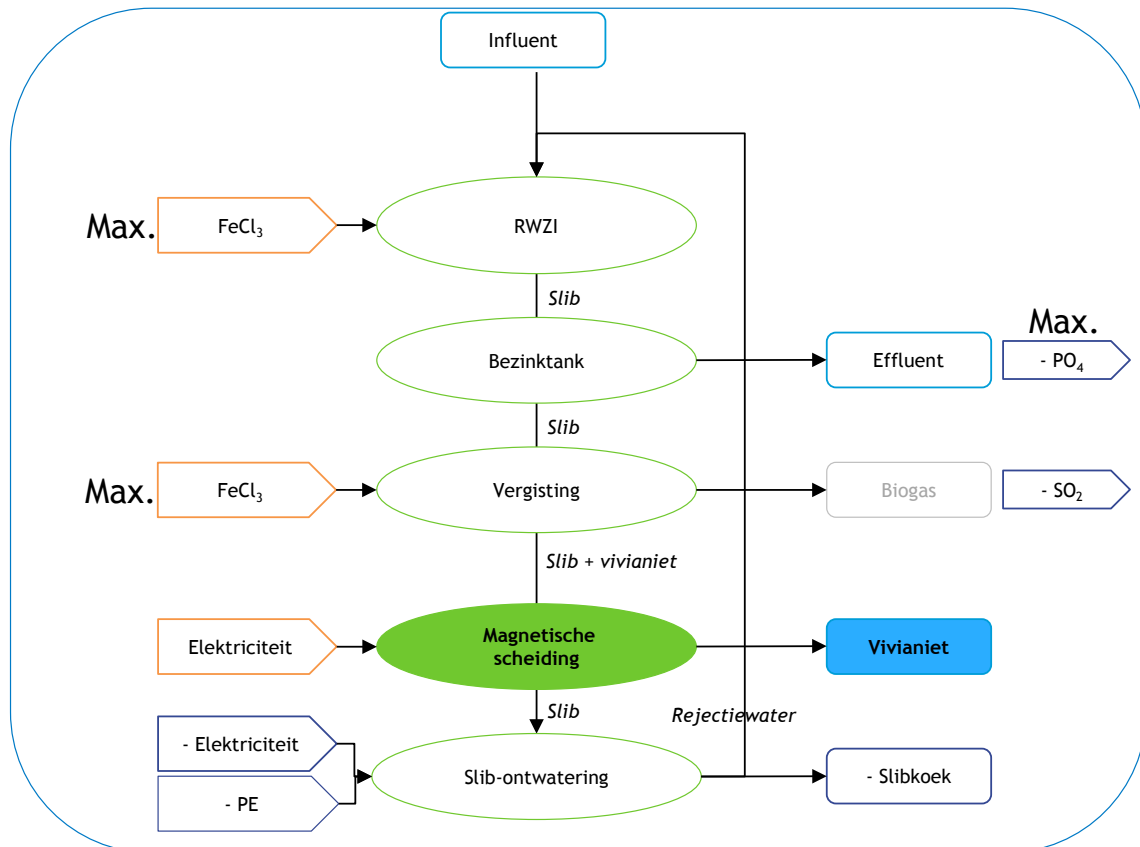 Influent
Max.
FeCl₃
RWZI
Slib
Max.
Bezinktank
Effluent
- PO₄
Slib
Max.
FeCl₃
Vergisting
Biogas
- SO₂
Slib + vivianiet
Elektriciteit
Magnetische
scheiding
Vivianiet
Slib
Rejectiewater
- Elektriciteit
Slib-ontwatering
- Slibkoek
- PE